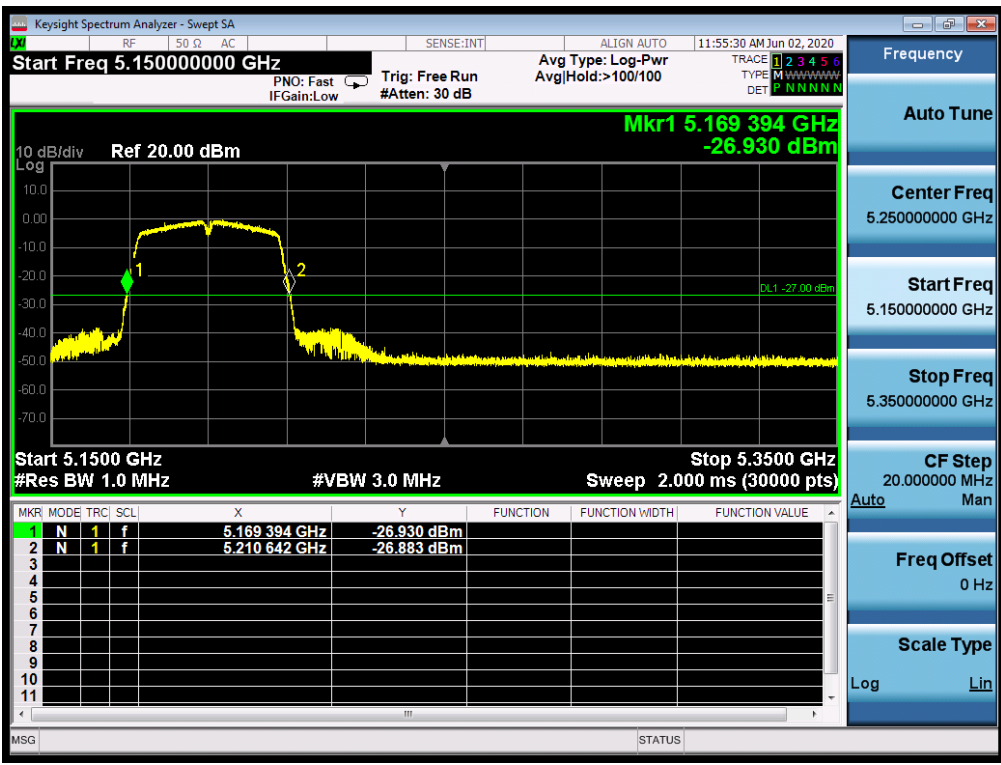 Keysight Spectrum Analyzer - Swept SA
LXI RF 50 Ω AC SENSE:INT ALIGN AUTO 11:55:30 AM Jun 02, 2020
Start Freq 5.150000000 GHz
PNO: Fast
IFGain:Low
Trig: Free Run
#Atten: 30 dB
Avg Type: Log-Pwr
Avg|Hold:>100/100
TRACE 1 2 3 4 5 6
TYPE M WWWWW
DET P N N N N N
Mkr1 5.169 394 GHz
-26.930 dBm
10 dB/div Ref 20.00 dBm
Log
10.0
0.00
-10.0
-20.0
-30.0
-40.0
-50.0
-60.0
-70.0
1
2
DL1 -27.00 dBm
Start 5.1500 GHz Stop 5.3500 GHz
#Res BW 1.0 MHz #VBW 3.0 MHz Sweep 2.000 ms (30000 pts)
MKR MODE TRC SCL X Y FUNCTION FUNCTION WIDTH FUNCTION VALUE
1 N 1 f 5.169 394 GHz -26.930 dBm
2 N 1 f 5.210 642 GHz -26.883 dBm
3
4
5
6
7
8
9
10
11
MSG STATUS
Frequency
Auto Tune
Center Freq
5.250000000 GHz
Start Freq
5.150000000 GHz
Stop Freq
5.350000000 GHz
CF Step
20.000000 MHz
Auto Man
Freq Offset
0 Hz
Scale Type
Log Lin